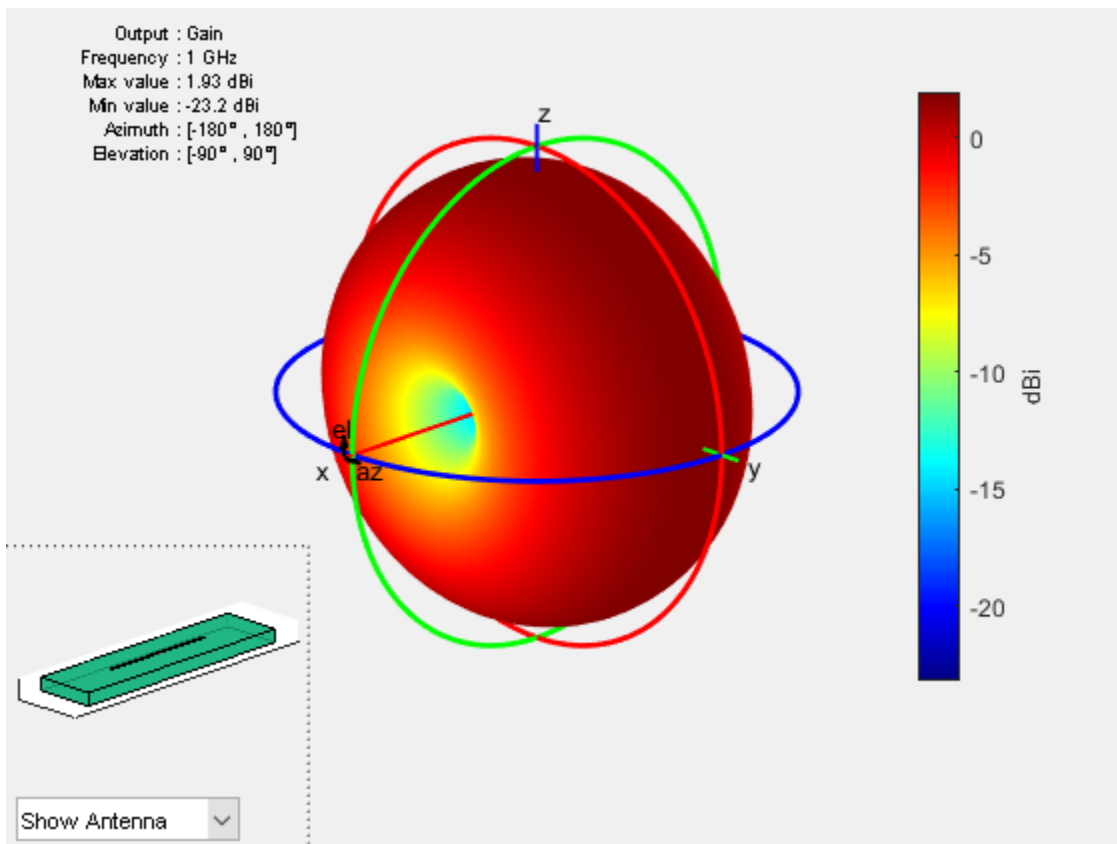 Output : Gain
Frequency : 1 GHz
Max value : 1.93 dBi
Min value : -23.2 dBi
Azimuth : [-180° , 180°]
Elevation : [-90° , 90°]
z
0
-5
-10
dBi
-15
-20
el
x
az
y
Show Antenna